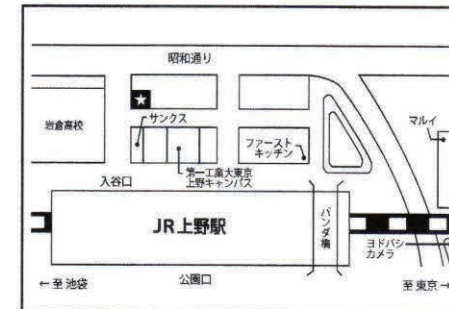 昭和通り
岩倉高校
サンクス
ファースト
キッチン
マルイ
第一工業大東京
上野キャンパス
入谷口
JR上野駅
パンダ橋
ヨドバシ
カメラ
← 至 池袋
公園口
至 東京 →